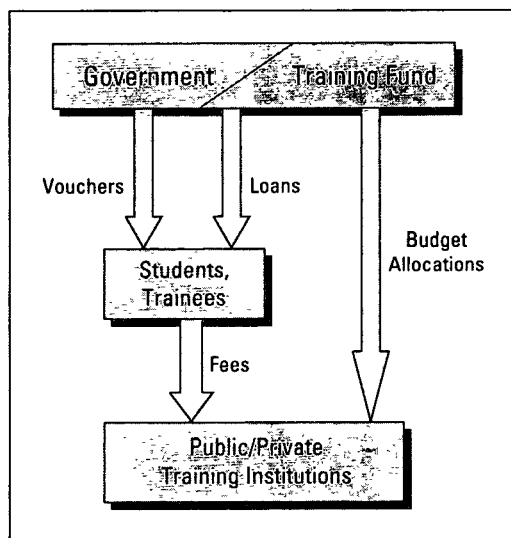 Government Training Fund
Vouchers
Loans
Budget
Allocations
Students,
Trainees
Fees
Public/Private
Training Institutions